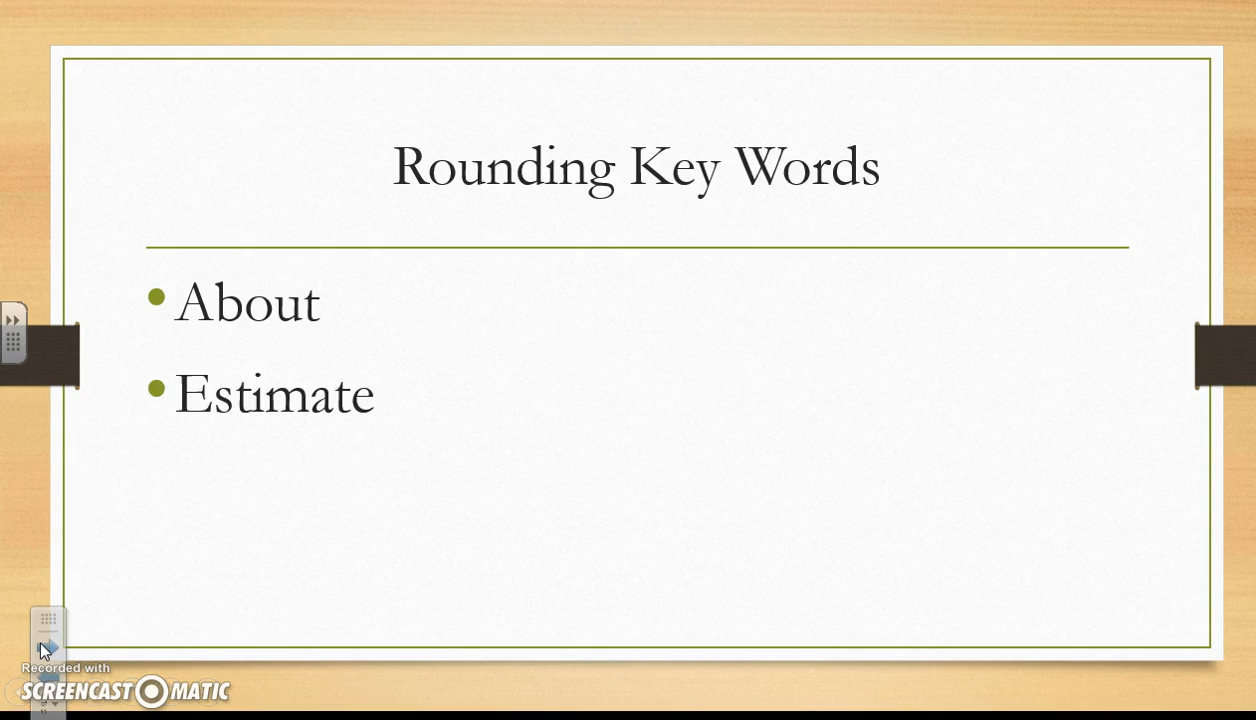 Rounding Key Words
• About
• Estimate
Recorded with
SCREENCAST MATIC